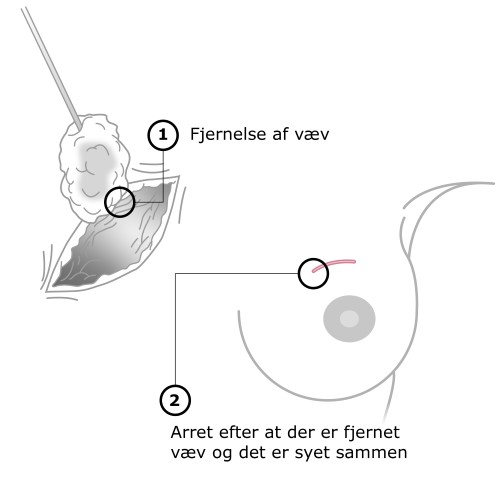 1 Fjernelse af væv
2
Arret efter at der er fjernet
væv og det er syet sammen